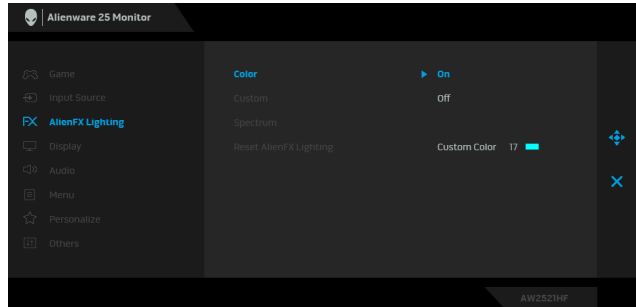 Alienware 25 Monitor
Game
Input Source
FX AlienFX Lighting
Display
Audio
Menu
Personalize
Others
Color On
Custom Off
Spectrum
Reset AlienFX Lighting Custom Color 17
AW2521HF